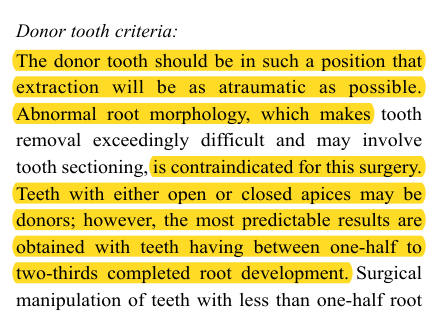 Donor tooth criteria:
The donor tooth should be in such a position that
extraction will be as atraumatic as possible.
Abnormal root morphology, which makes tooth
removal exceedingly difficult and may involve
tooth sectioning, is contraindicated for this surgery.
Teeth with either open or closed apices may be
donors; however, the most predictable results are
obtained with teeth having between one-half to
two-thirds completed root development. Surgical
manipulation of teeth with less than one-half root